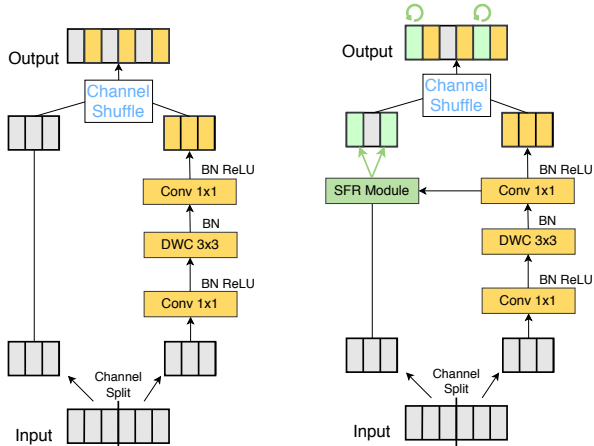 Output
Channel
Shuffle
BN ReLU
Conv 1x1
BN
DWC 3x3
BN ReLU
Conv 1x1
Channel
Split
Input
Output
Channel
Shuffle
BN ReLU
SFR Module
Conv 1x1
BN
DWC 3x3
BN ReLU
Conv 1x1
Channel
Split
Input